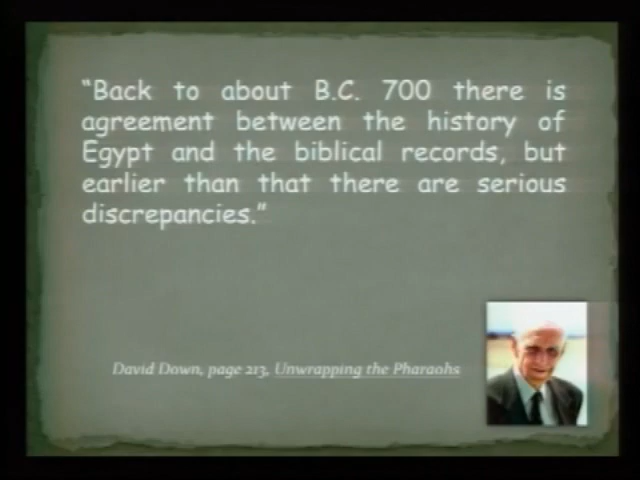 “Back to about B.C. 700 there is
agreement between the history of
Egypt and the biblical records, but
earlier than that there are serious
discrepancies.”
David Down, page 213, Unwrapping the Pharaohs